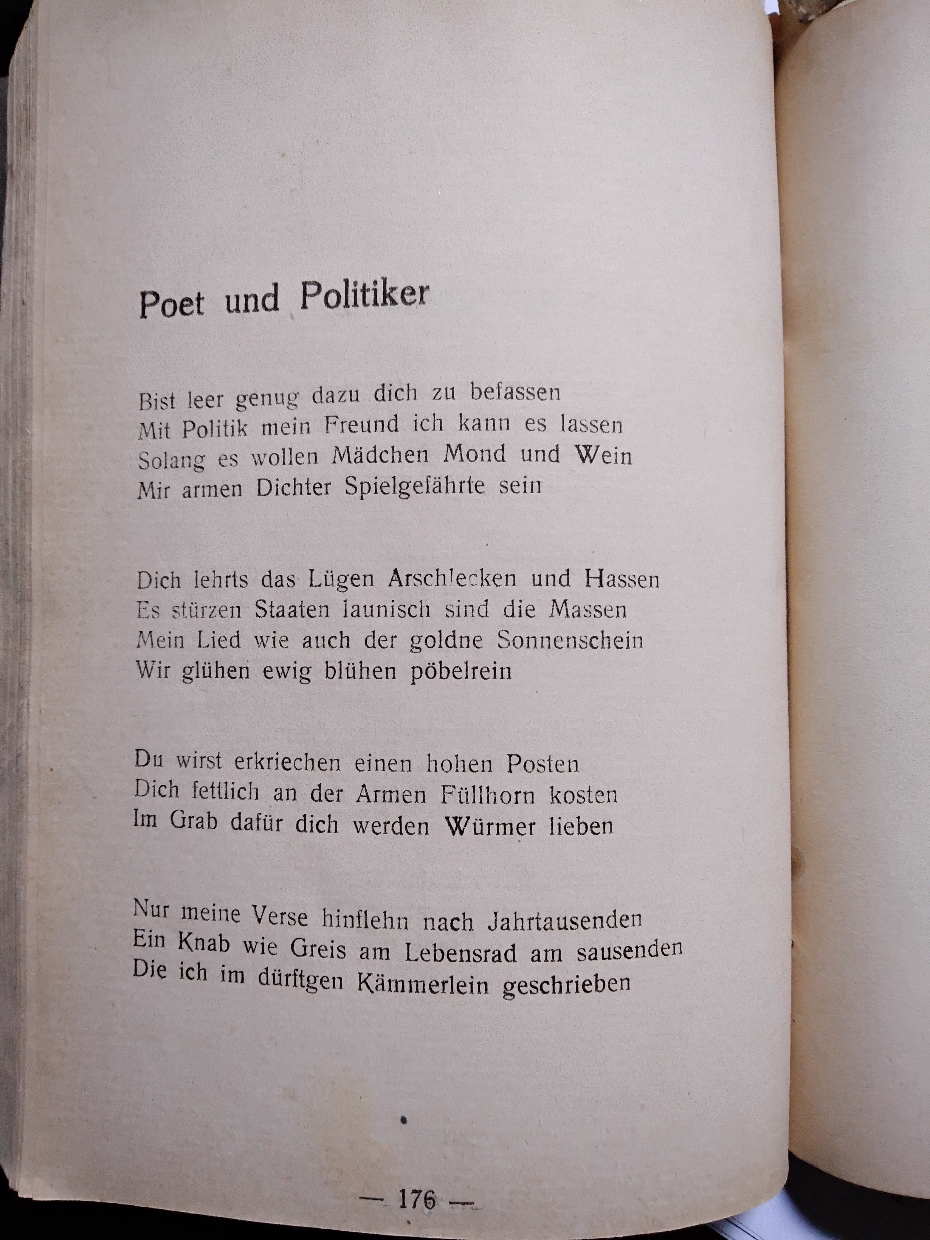 Poet und Politiker
Bist leer genug dazu dich zu befassen
Mit Politik mein Freund ich kann es lassen
Solang es wollen Mädchen Mond und Wein
Mir armen Dichter Spielgefährte sein
Dich lehrts das Lügen Arschlecken und Hassen
Es stürzen Staaten launisch sind die Massen
Mein Lied wie auch der goldne Sonnenschein
Wir glühen ewig blühen pöbelrein
Du wirst erkriechen einen hohen Posten
Dich fettlich an der Armen Füllhorn kosten
Im Grab dafür dich werden Würmer lieben
Nur meine Verse hinflehn nach Jahrtausenden
Ein Knab wie Greis am Lebensrad am sausenden
Die ich im dürftgen Kämmerlein geschrieben
— 176 —